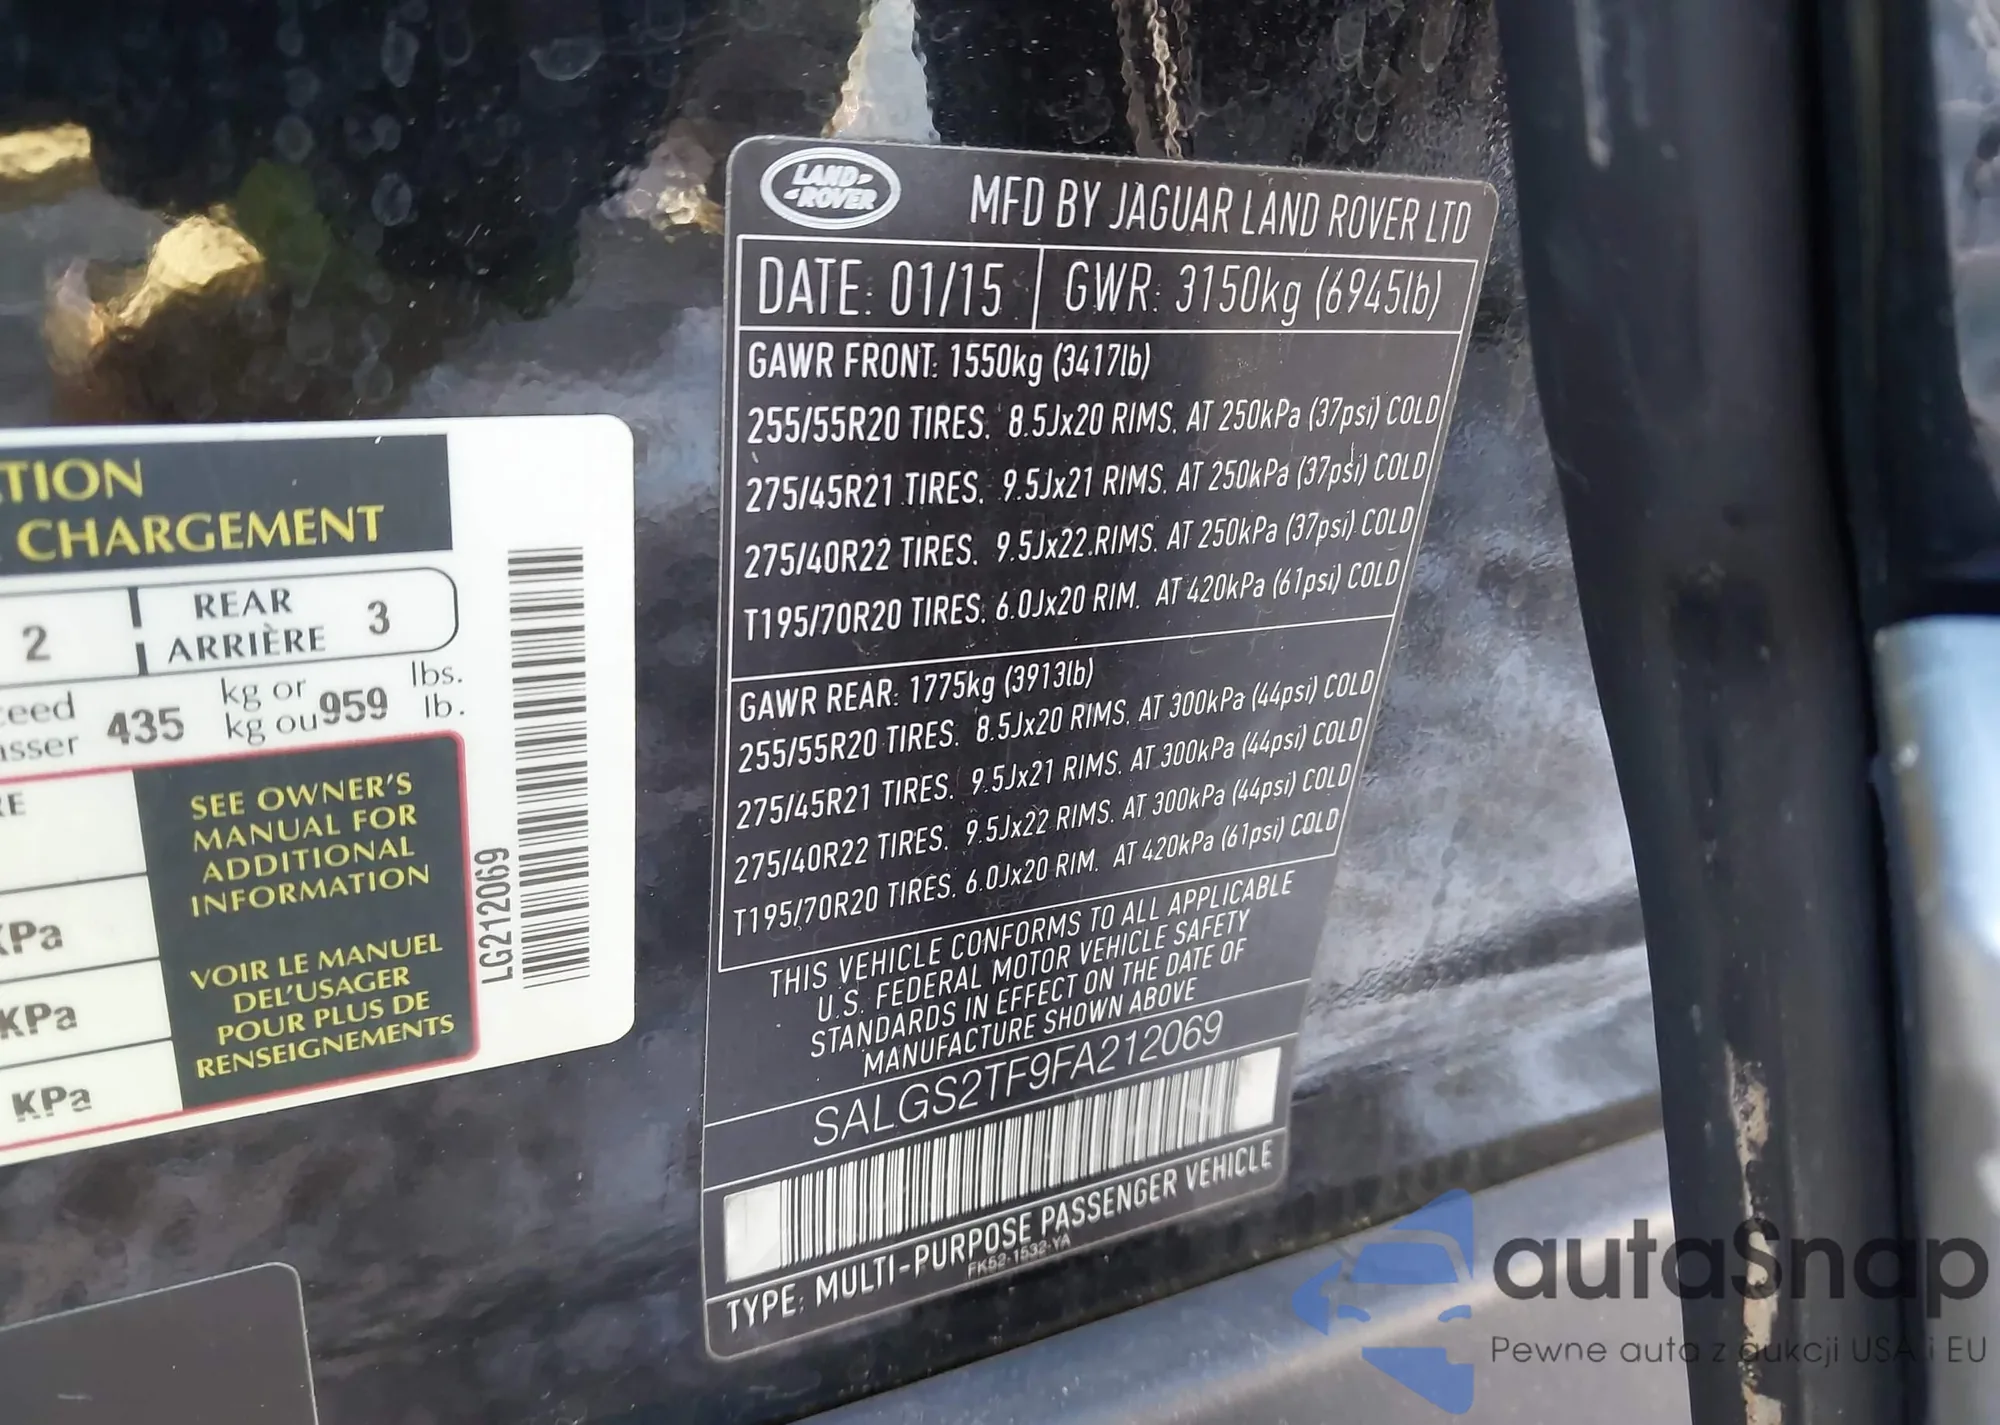 TION
CHARGEMENT
2
REAR
ARRIÈRE
3
kg or
lbs.
435
kg ou
959
lb.
SEE OWNER'S
MANUAL FOR
ADDITIONAL
INFORMATION
VOIR LE MANUEL
DEL'USAGER
POUR PLUS DE
RENSEIGNEMENTS
KPa
KPa
KPa
LG212069
LAND-
-ROVER
MFD BY JAGUAR LAND ROVER LTD
DATE: 01/15
GWR: 3150kg (6945lb)
GAWR FRONT: 1550kg (3417lb)
255/55R20 TIRES. 8.5Jx20 RIMS. AT 250kPa (37psi) COLD
275/45R21 TIRES. 9.5Jx21 RIMS. AT 250kPa (37psi) COLD
275/40R22 TIRES. 9.5Jx22.RIMS. AT 250kPa (37psi) COLD
T195/70R20 TIRES. 6.0Jx20 RIM. AT 420kPa (61psi) COLD
GAWR REAR: 1775kg (3913lb)
255/55R20 TIRES. 8.5Jx20 RIMS. AT 300kPa (44psi) COLD
275/45R21 TIRES. 9.5Jx21 RIMS. AT 300kPa (44psi) COLD
275/40R22 TIRES. 9.5Jx22 RIMS. AT 300kPa (44psi) COLD
T195/70R20 TIRES. 6.0Jx20 RIM. AT 420kPa (61psi) COLD
THIS VEHICLE CONFORMS TO ALL APPLICABLE
U.S. FEDERAL MOTOR VEHICLE SAFETY
STANDARDS IN EFFECT ON THE DATE OF
MANUFACTURE SHOWN ABOVE
SALGS2TF9FA212069
TYPE: MULTI-PURPOSE PASSENGER VEHICLE
FK52-1532-YA
autaSnap
Pewne auta z aukcji USA i EU